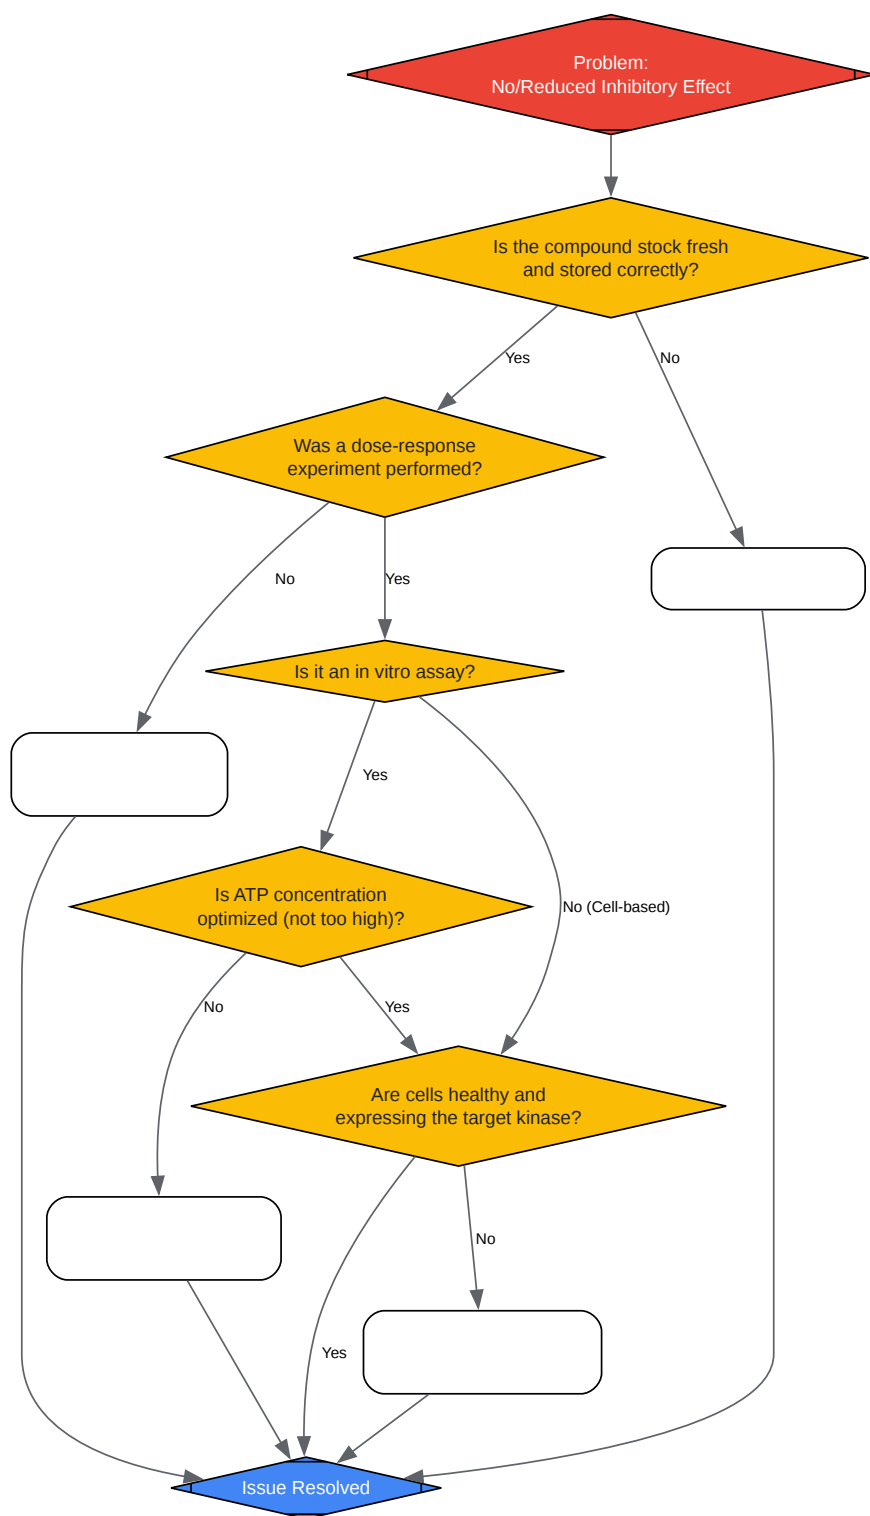 Problem:
No/Reduced Inhibitory Effect
Is the compound stock fresh
and stored correctly?
Yes
No
Was a dose-response
experiment performed?
No
Yes
Is it an in vitro assay?
Yes
Is ATP concentration
optimized (not too high)?
No (Cell-based)
No
Yes
Are cells healthy and
expressing the target kinase?
No
Yes
Issue Resolved